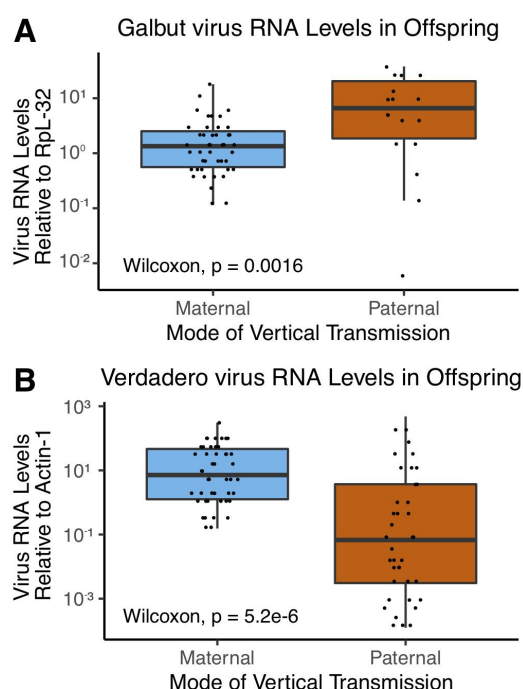 A
Galbut virus RNA Levels in Offspring
Virus RNA Levels
Relative to RpL-32
10¹
10⁰
10⁻¹
10⁻²
Wilcoxon, p = 0.0016
Maternal
Paternal
Mode of Vertical Transmission
B
Verdadero virus RNA Levels in Offspring
Virus RNA Levels
Relative to Actin-1
10³
10¹
10⁻¹
10⁻³
Wilcoxon, p = 5.2e-6
Maternal
Paternal
Mode of Vertical Transmission